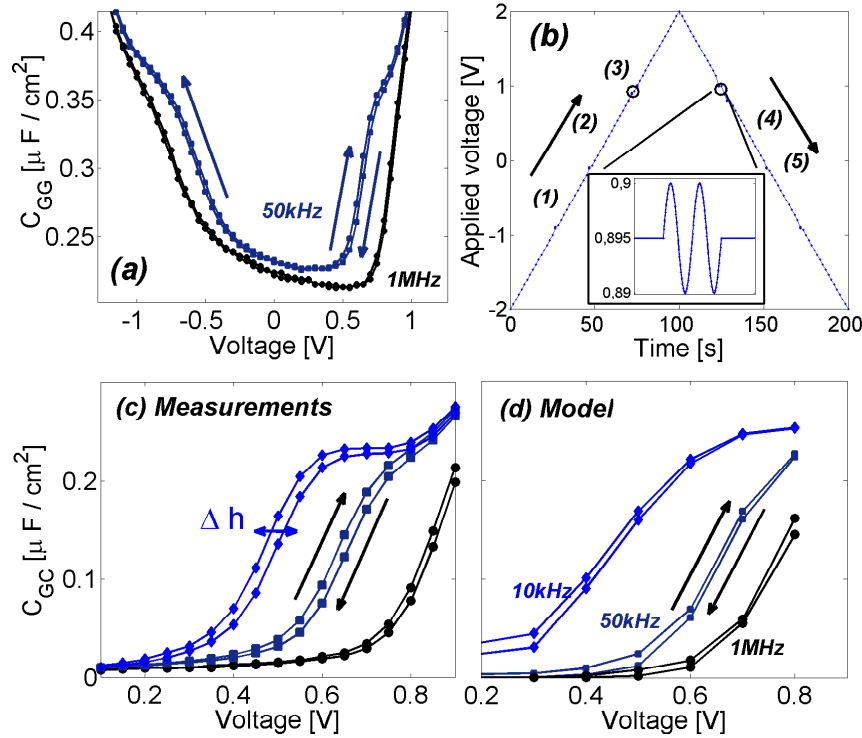 0.4
0.35
0.3
0.25
C_GG [μ F / cm²]
50kHz
1MHz
(a)
-1 -0.5 0 0.5 1
Voltage [V]
(b)
2
1
0
-1
-2
Applied voltage [V]
(1)
(2)
(3)
(4)
(5)
0,9
0,895
0,89
0 50 100 150 200
Time [s]
(c) Measurements
0.2
0.1
0
C_GC [μ F / cm²]
Δ h
0.2 0.4 0.6 0.8
Voltage [V]
(d) Model
10kHz
50kHz
1MHz
0.2 0.4 0.6 0.8
Voltage [V]